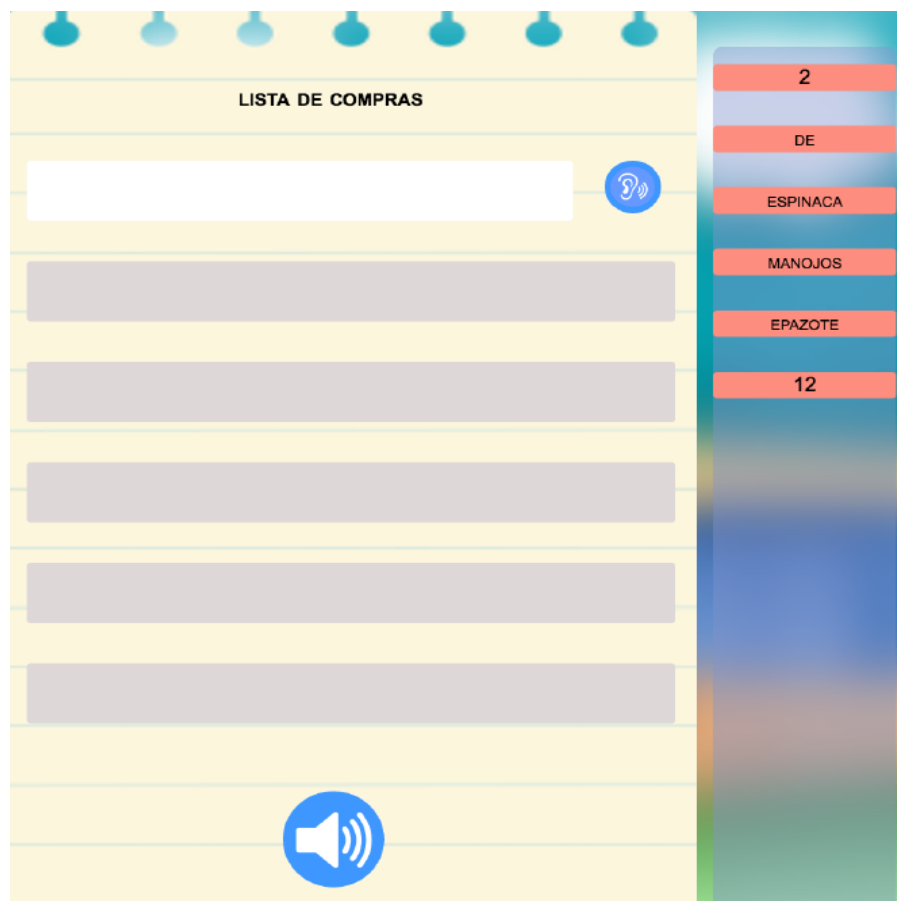 LISTA DE COMPRAS
2
DE
ESPINACA
MANOJOS
EPAZOTE
12